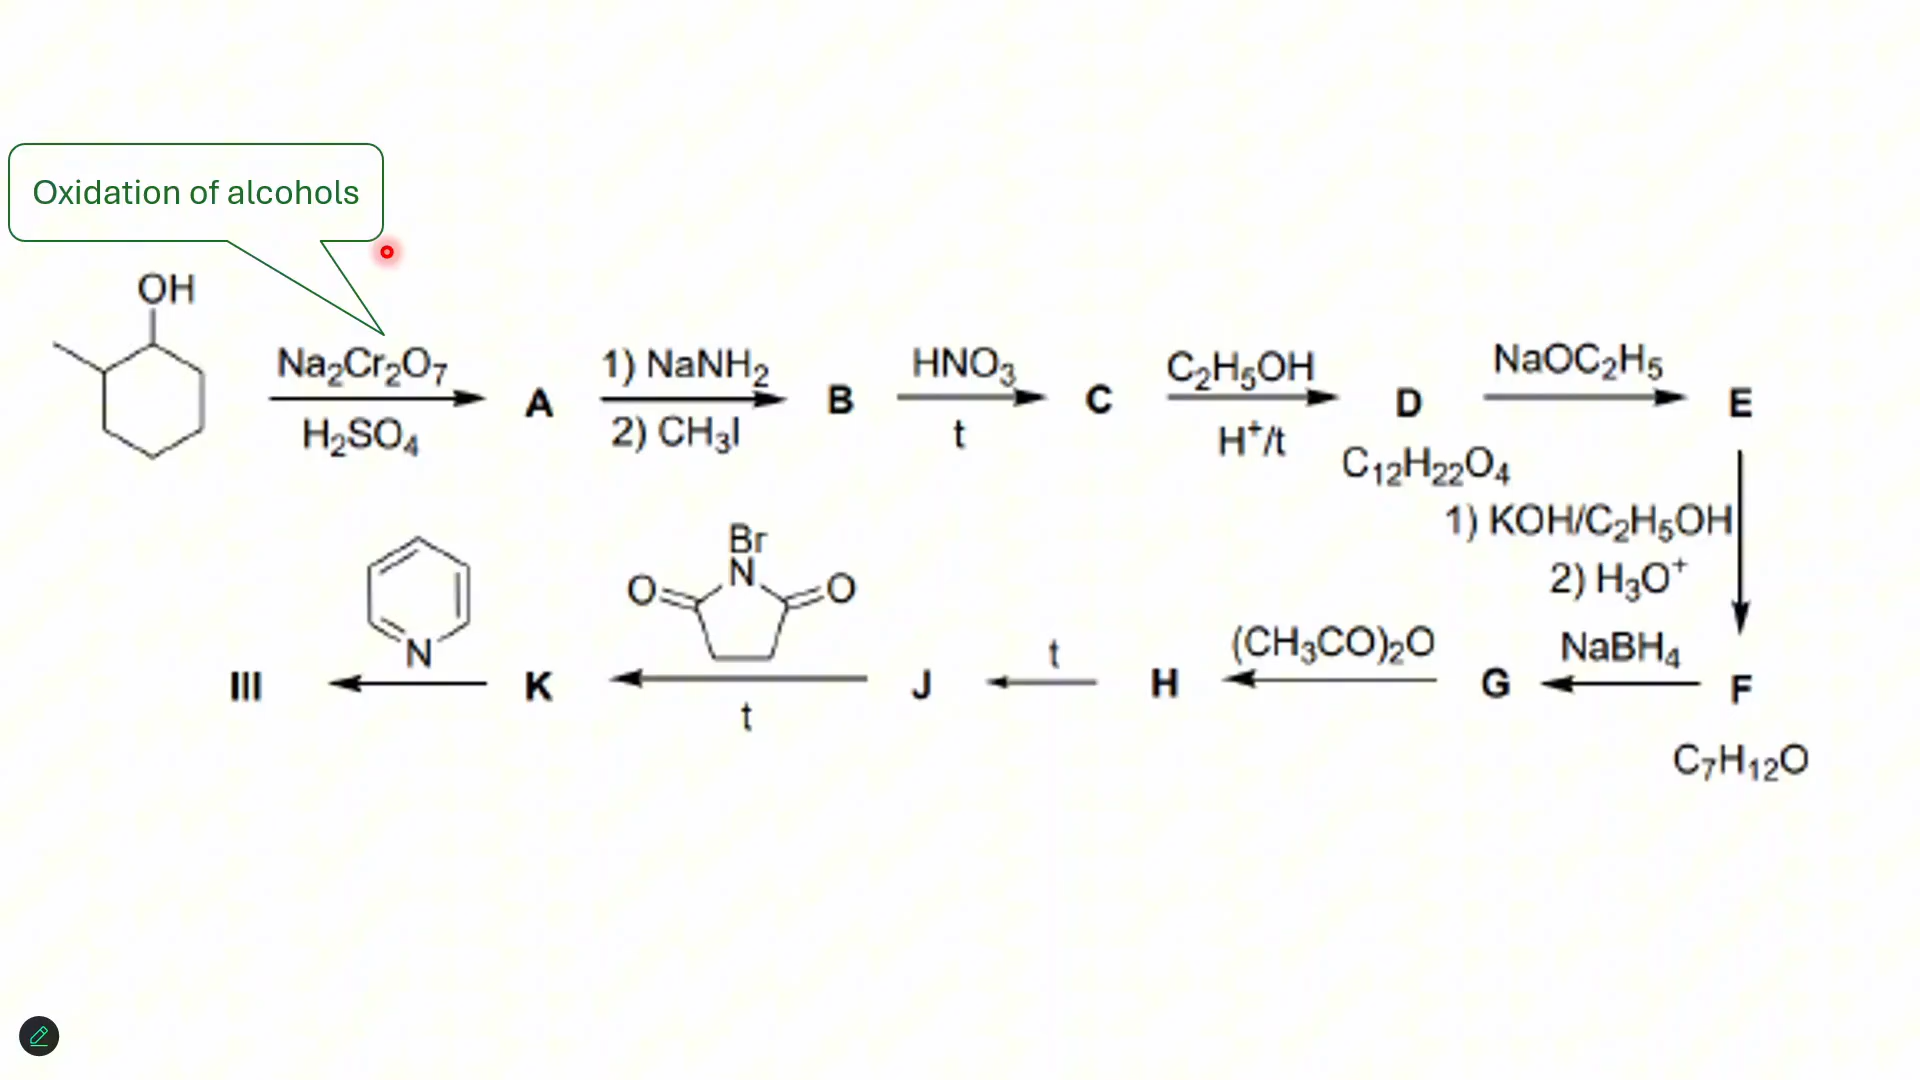 Oxidation of alcohols
OH
Na₂Cr₂O₇
H₂SO₄
A
1) NaNH₂
2) CH₃I
B
HNO₃
t
C
C₂H₅OH
H⁺/t
D
C₁₂H₂₂O₄
NaOC₂H₅
E
1) KOH/C₂H₅OH
2) H₃O⁺
F
C₇H₁₂O
NaBH₄
G
(CH₃CO)₂O
H
t
J
Br
N
O
O
t
K
N
III